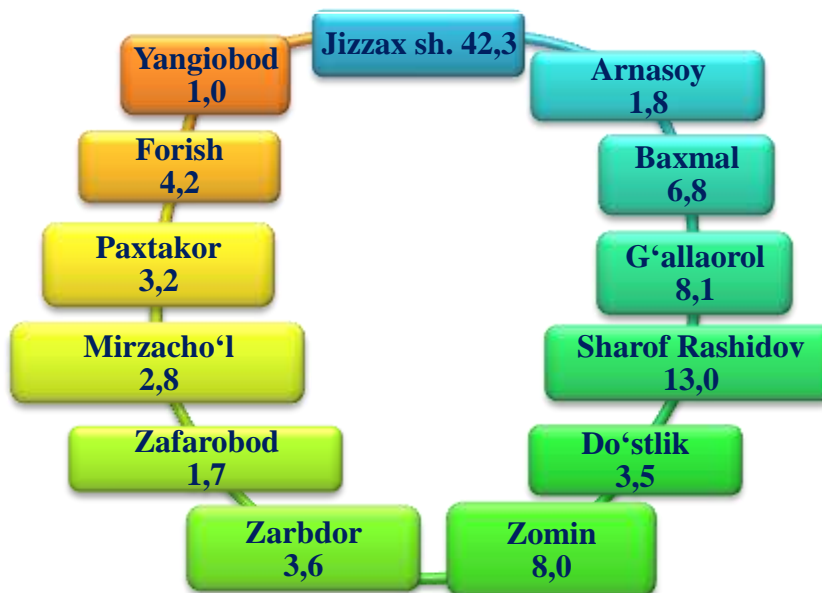 Jizzax sh. 42,3
Arnasoy
1,8
Baxmal
6,8
G‘allaorol
8,1
Sharof Rashidov
13,0
Do‘stlik
3,5
Zomin
8,0
Zarbdor
3,6
Zafarobod
1,7
Mirzacho‘l
2,8
Paxtakor
3,2
Forish
4,2
Yangiobod
1,0